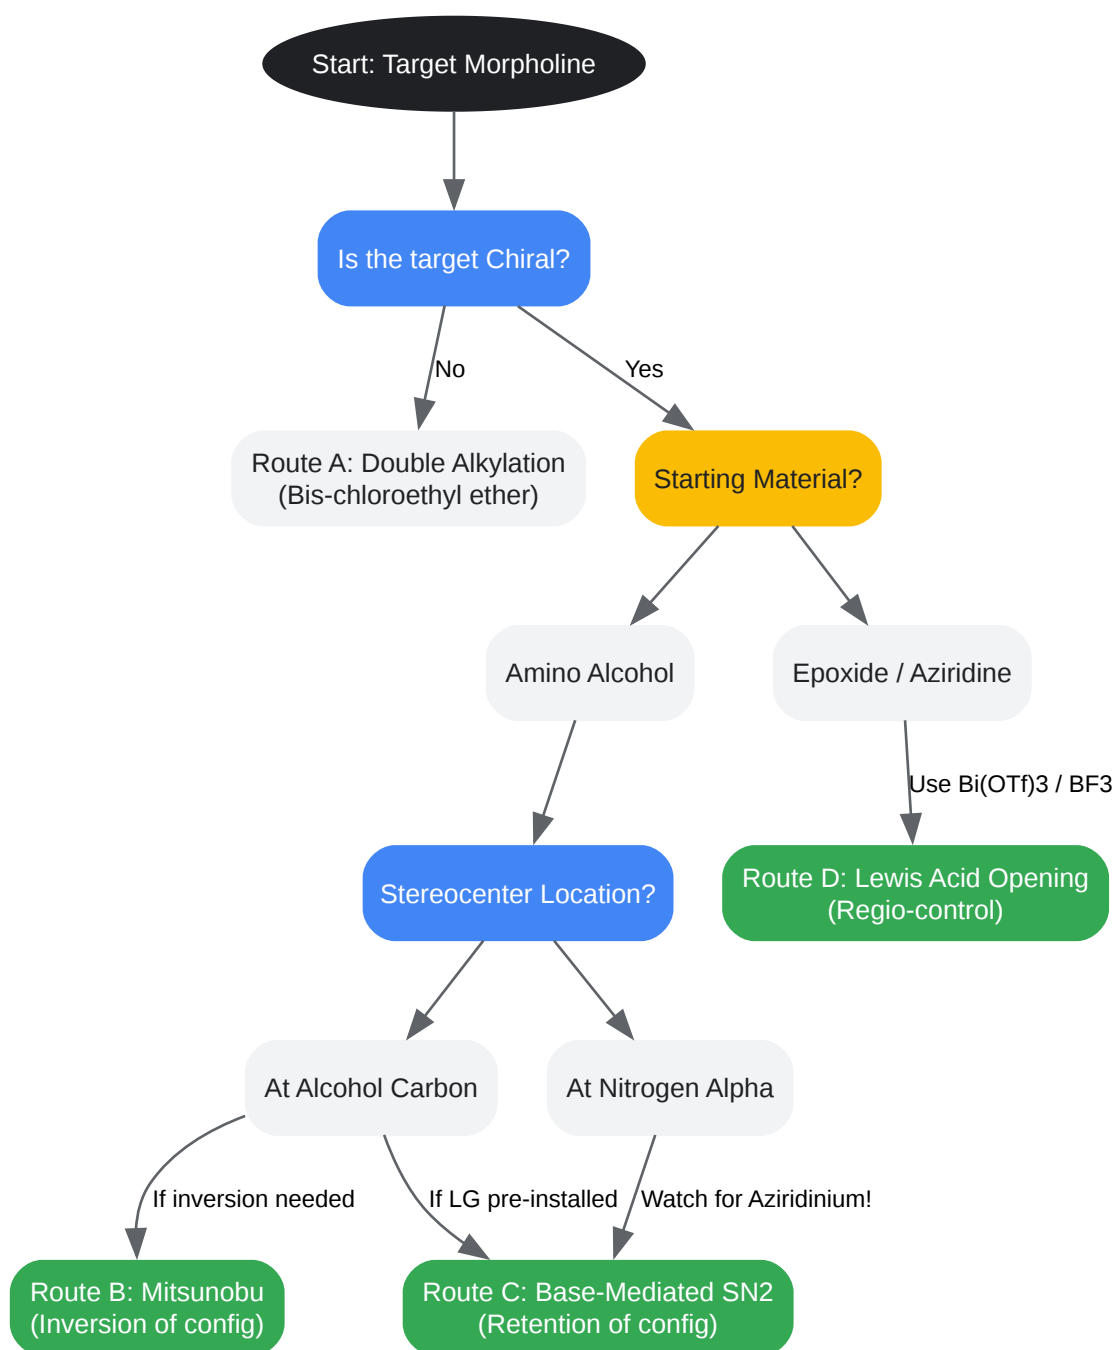 Start: Target Morpholine
Is the target Chiral?
No
Yes
Route A: Double Alkylation
(Bis-chloroethyl ether)
Starting Material?
Amino Alcohol
Epoxide / Aziridine
Use Bi(OTf)3 / BF3
Stereocenter Location?
Route D: Lewis Acid Opening
(Regio-control)
At Alcohol Carbon
At Nitrogen Alpha
If inversion needed
If LG pre-installed
Watch for Aziridinium!
Route B: Mitsunobu
(Inversion of config)
Route C: Base-Mediated SN2
(Retention of config)